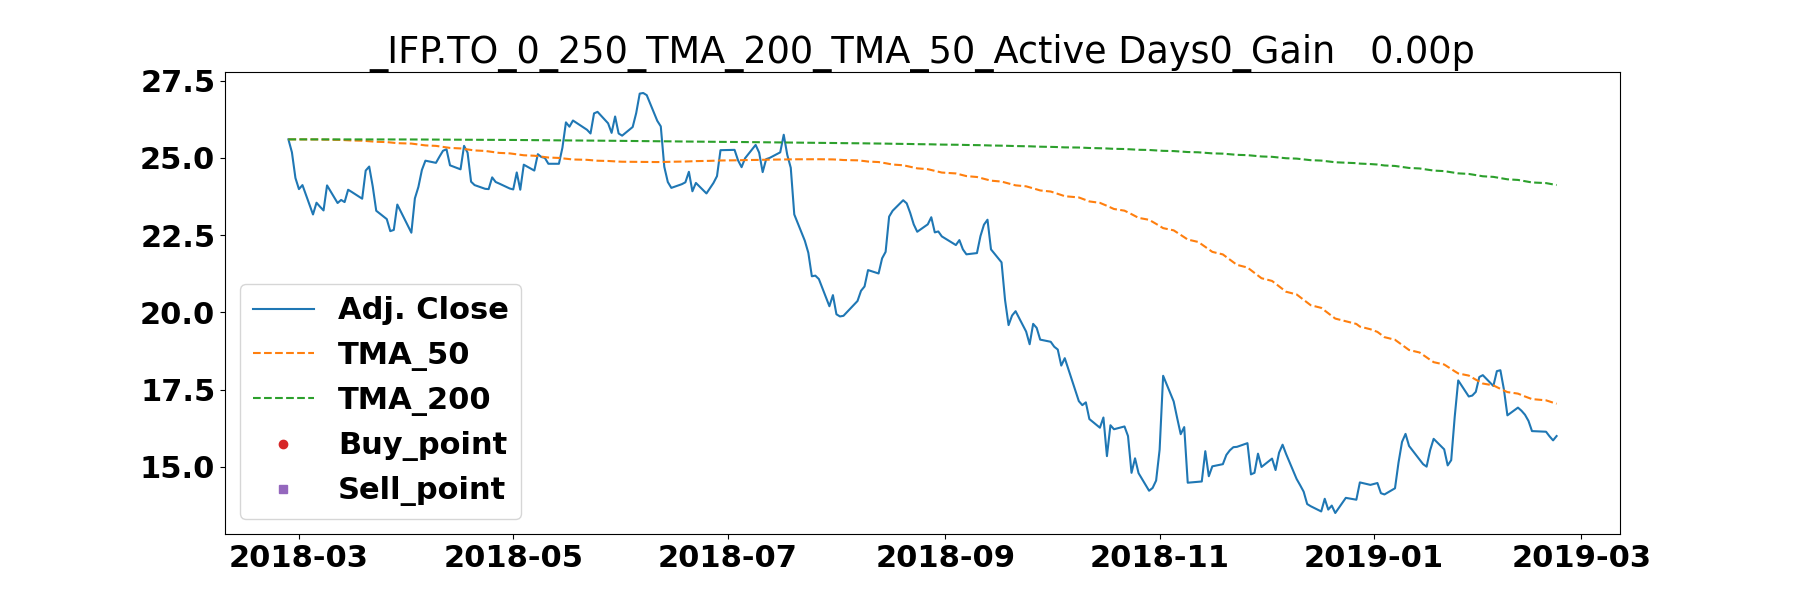 _IFP.TO_0_250_TMA_200_TMA_50_Active Days0_Gain   0.00p
27.5
25.0
22.5
20.0
17.5
15.0
Adj. Close
TMA_50
TMA_200
Buy_point
Sell_point
2018-03 2018-05 2018-07 2018-09 2018-11 2019-01 2019-03